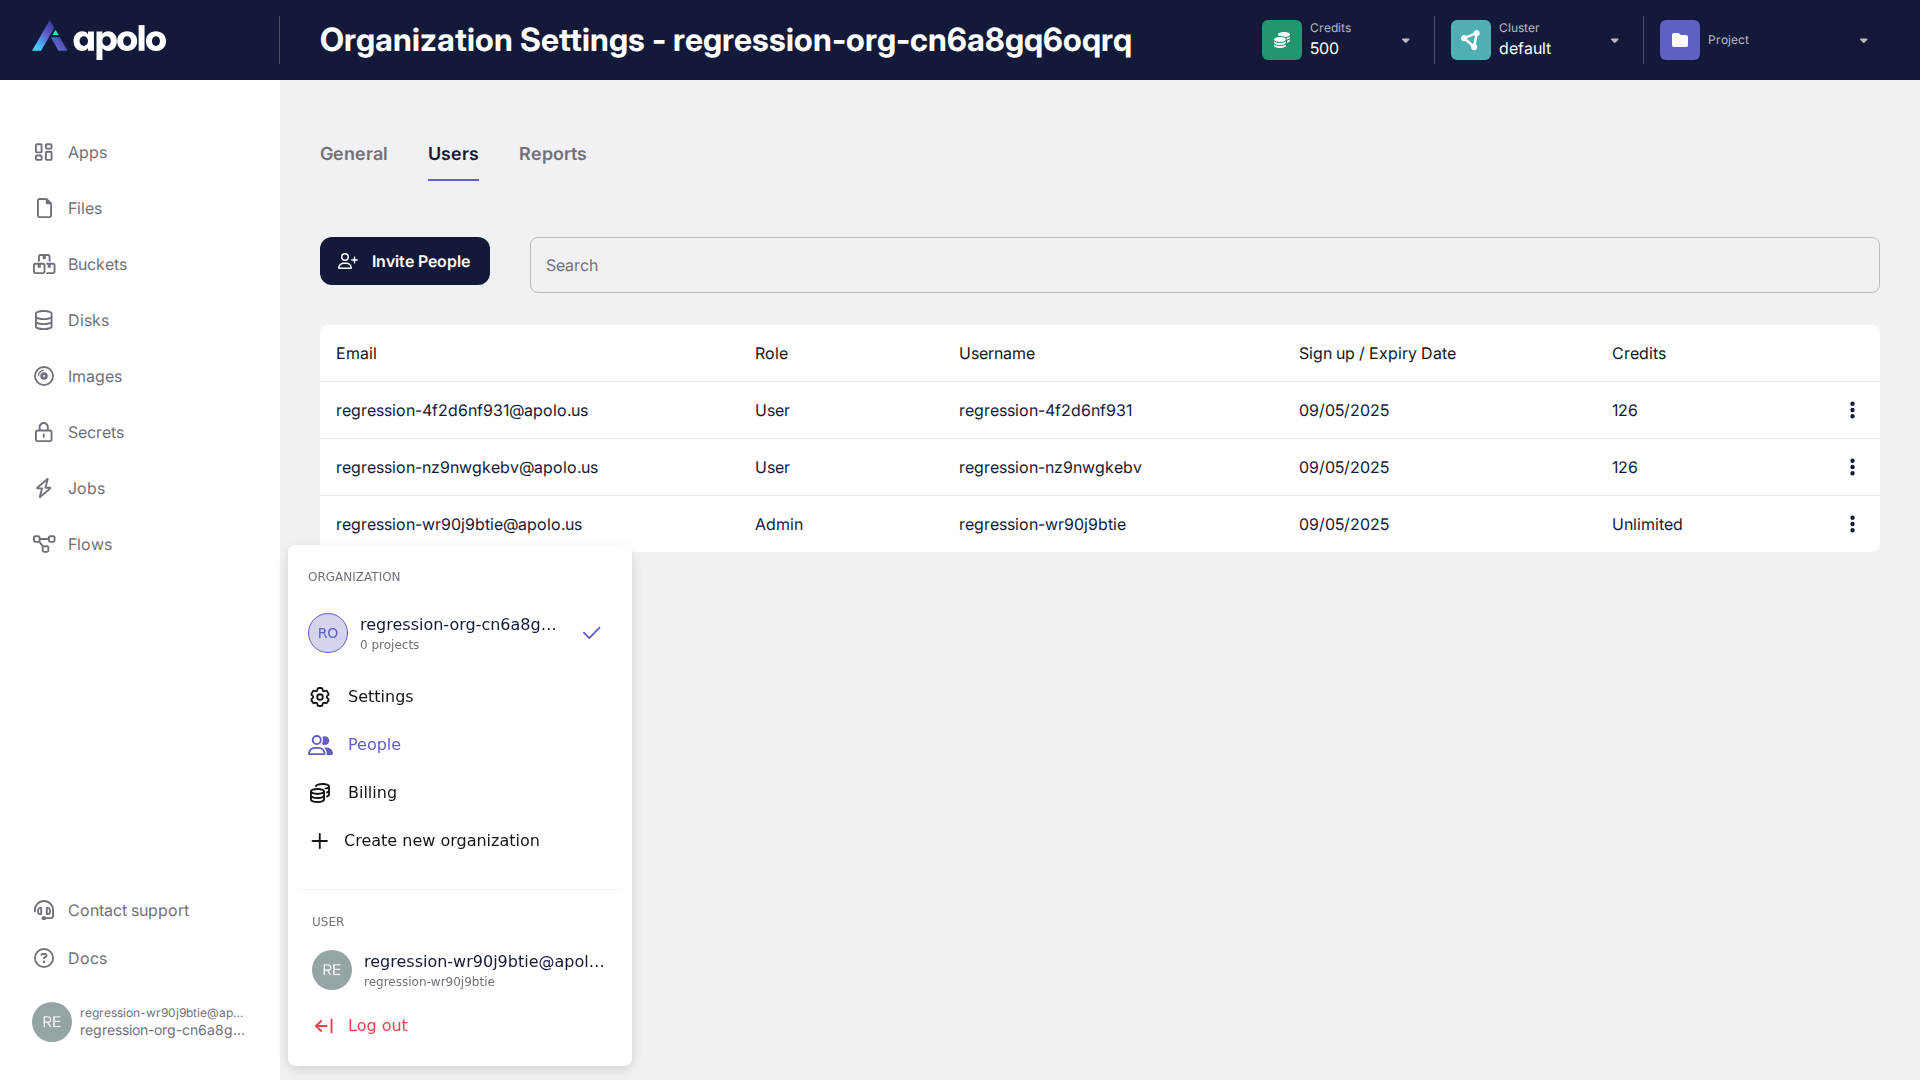 apolo
Organization Settings - regression-org-cn6a8gq6oqrq
Credits
500
Cluster
default
Project
Apps
Files
Buckets
Disks
Images
Secrets
Jobs
Flows
General Users Reports
Invite People
Search
Email Role Username Sign up / Expiry Date Credits
regression-4f2d6nf931@apolo.us User regression-4f2d6nf931 09/05/2025 126
regression-nz9nwgkebv@apolo.us User regression-nz9nwgkebv 09/05/2025 126
regression-wr90j9btie@apolo.us Admin regression-wr90j9btie 09/05/2025 Unlimited
ORGANIZATION
RO
regression-org-cn6a8g...
0 projects
Settings
People
Billing
Create new organization
USER
RE
regression-wr90j9btie@apol...
regression-wr90j9btie
Log out
Contact support
Docs
RE
regression-wr90j9btie@ap...
regression-org-cn6a8g...